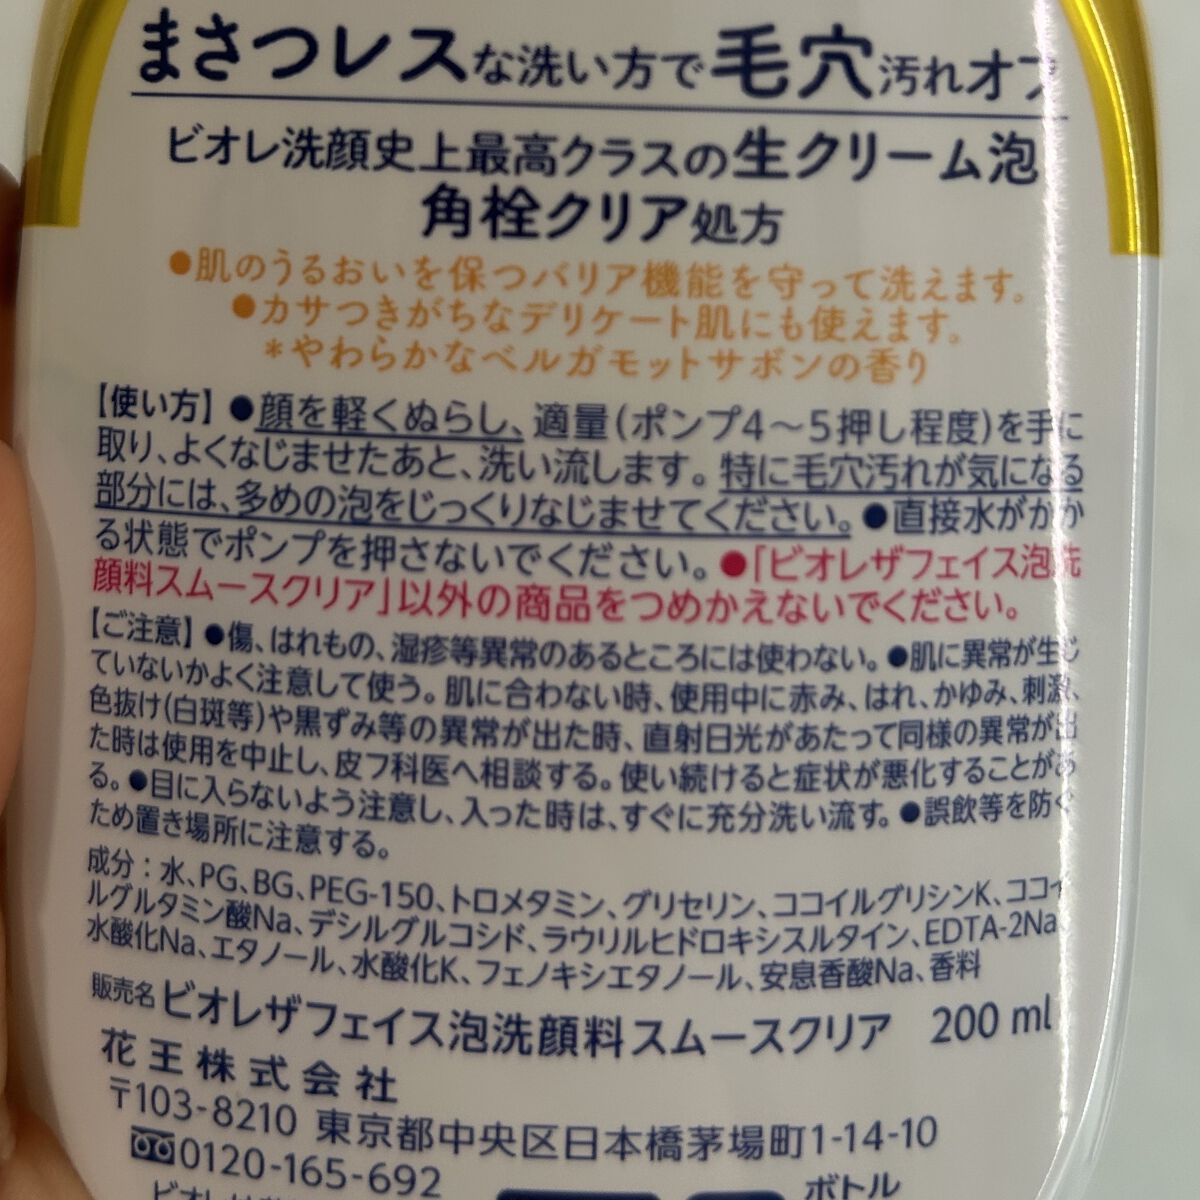 まさつレスな洗い方で毛穴汚れオフ
ビオレ洗顔史上最高クラスの生クリーム泡
角栓クリア処方
●肌のうるおいを保つバリア機能を守って洗えます。
●カサつきがちなデリケート肌にも使えます。
＊やわらかなベルガモットサボンの香り
【使い方】●顔を軽くぬらし、適量(ポンプ4～5押し程度)を手に
取り、よくなじませたあと、洗い流します。特に毛穴汚れが気になる
部分には、多めの泡をじっくりなじませてください。●直接水がかか
る状態でポンプを押さないでください。●「ビオレザフェイス泡洗
顔料スムースクリア」以外の商品をつめかえないでください。
【ご注意】●傷、はれもの、湿疹等異常のあるところには使わない。●肌に異常が生じ
ていないかよく注意して使う。肌に合わない時、使用中に赤み、はれ、かゆみ、刺激、
色抜け(白斑等)や黒ずみ等の異常が出た時、直射日光があたって同様の異常が出
た時は使用を中止し、皮フ科医へ相談する。使い続けると症状が悪化することがあ
る。●目に入らないよう注意し、入った時は、すぐに充分洗い流す。●誤飲等を防ぐ
ため置き場所に注意する。
成分：水、PG、BG、PEG-150、トロメタミン、グリセリン、ココイルグリシンK、ココイ
ルグルタミン酸Na、デシルグルコシド、ラウリルヒドロキシスルタイン、EDTA-2Na、
水酸化Na、エタノール、水酸化K、フェノキシエタノール、安息香酸Na、香料
販売名 ビオレザフェイス泡洗顔料スムースクリア 200 ml
花王株式会社
〒103-8210 東京都中央区日本橋茅場町1-14-10
0120-165-692
ボトル